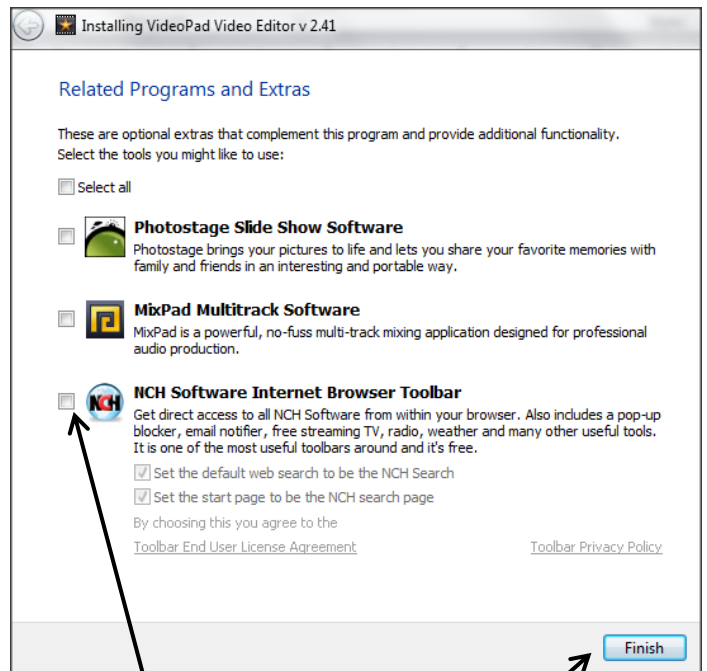 Installing VideoPad Video Editor v 2.41
Related Programs and Extras
These are optional extras that complement this program and provide additional functionality.
Select the tools you might like to use:
Select all
Photostage Slide Show Software
Photostage brings your pictures to life and lets you share your favorite memories with
family and friends in an interesting and portable way.
MixPad Multitrack Software
MixPad is a powerful, no-fuss multi-track mixing application designed for professional
audio production.
NCH
NCH Software Internet Browser Toolbar
Get direct access to all NCH Software from within your browser. Also includes a pop-up
blocker, email notifier, free streaming TV, radio, weather and many other useful tools.
It is one of the most useful toolbars around and it's free.
Set the default web search to be the NCH Search
Set the start page to be the NCH search page
By choosing this you agree to the
Toolbar End User License Agreement Toolbar Privacy Policy
Finish